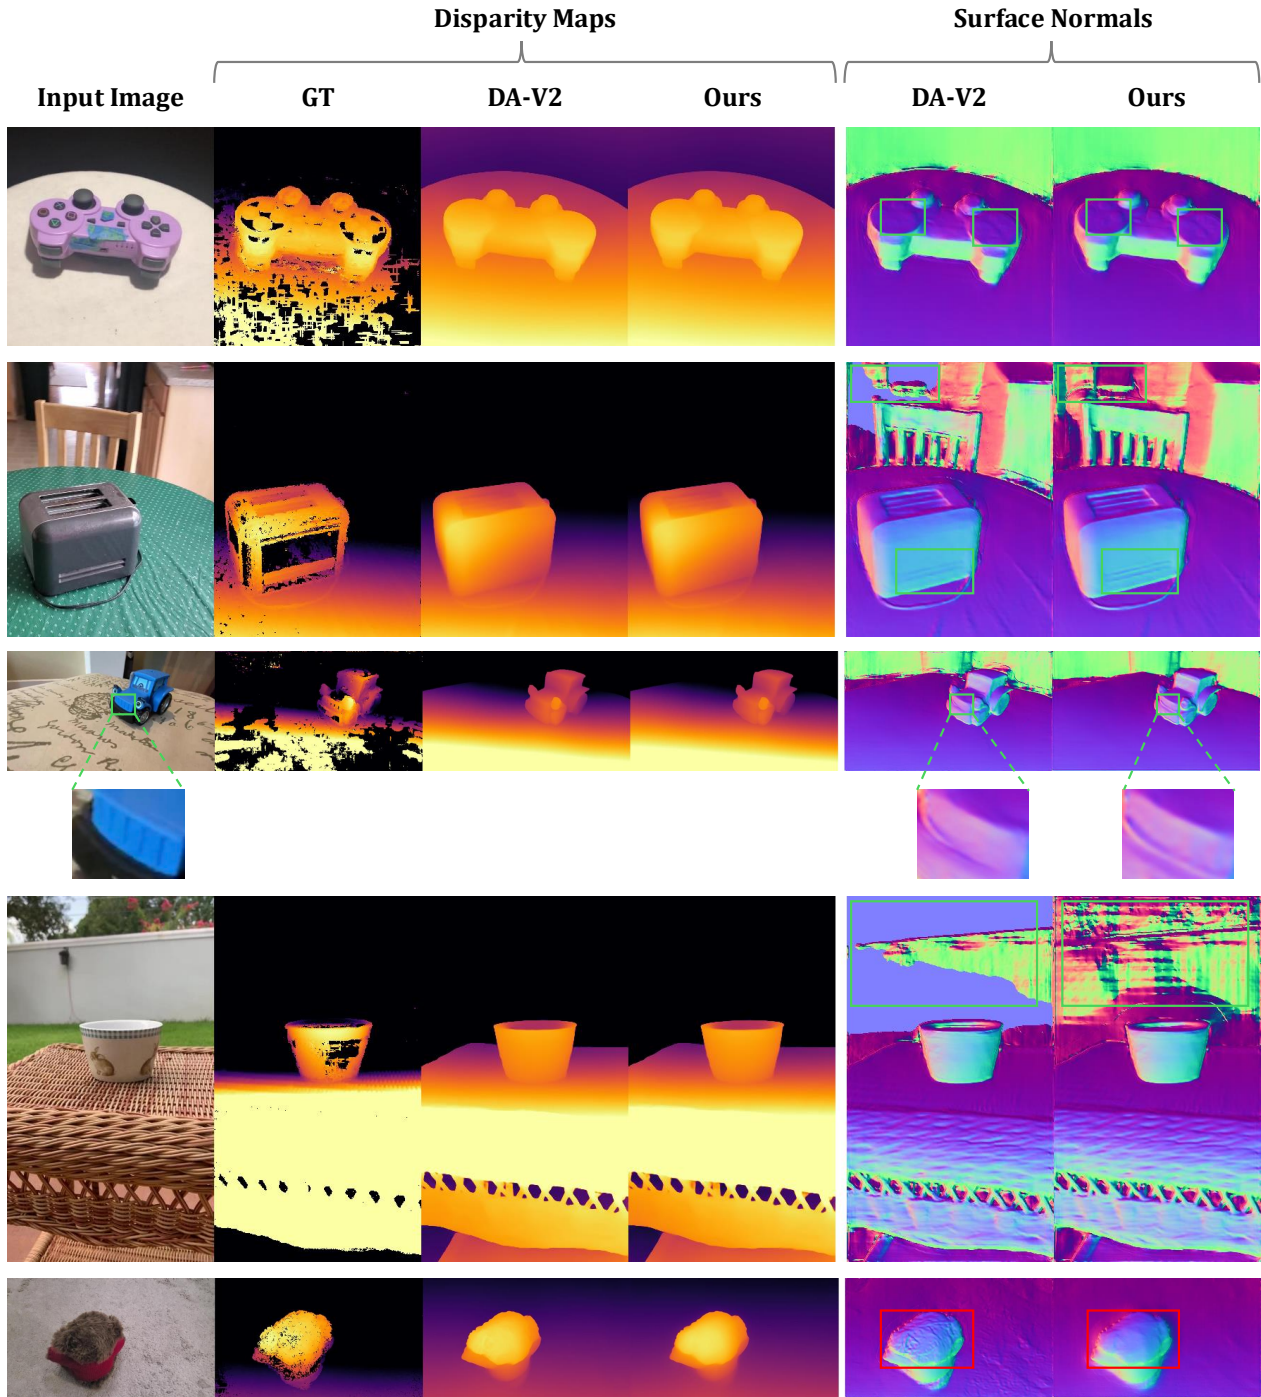 Disparity Maps
Surface Normals
Input Image
GT
DA-V2
Ours
DA-V2
Ours